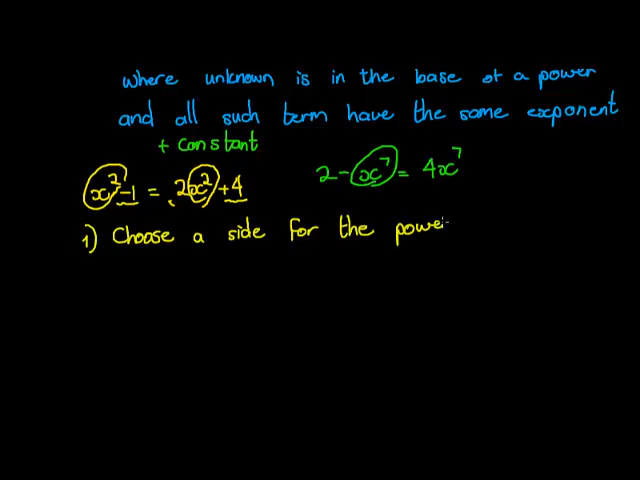 where unknown is in the base of a power
and all such term have the same exponent
+ constant
x² - 1 = 2x² + 4
2 - x⁷ = 4x⁷
1) Choose a side for the power